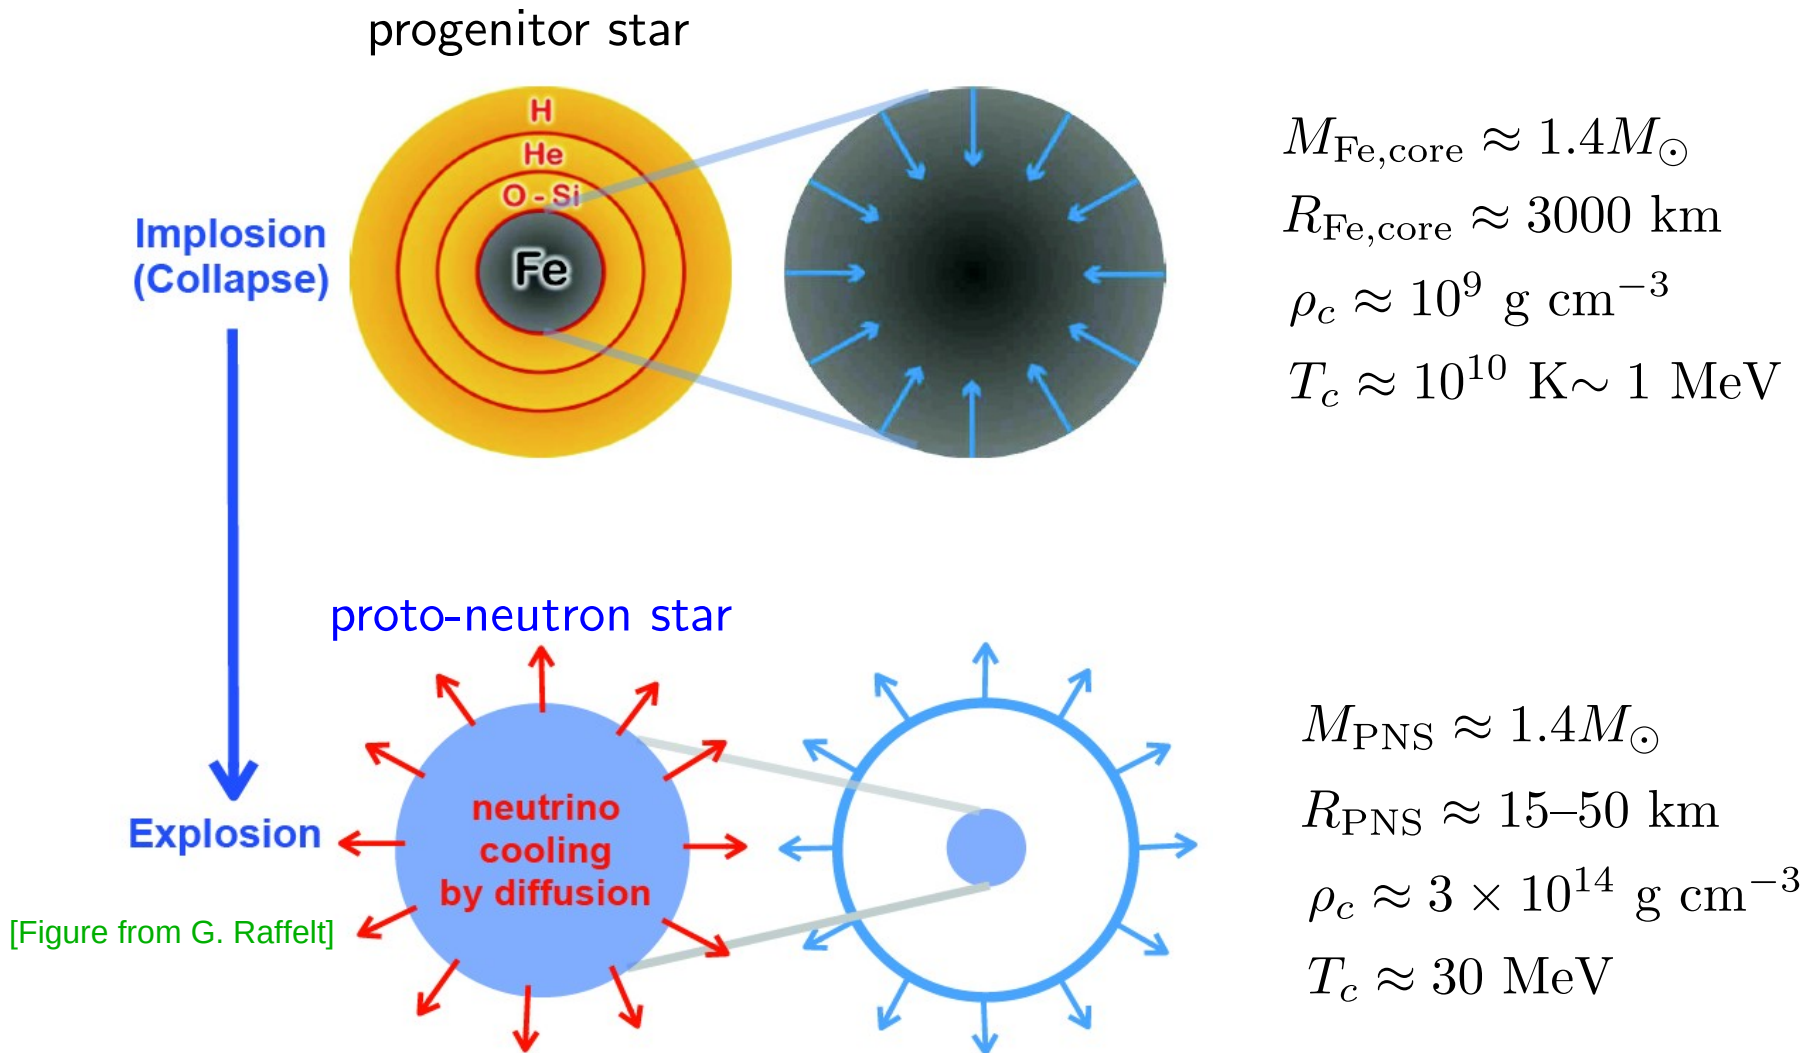 progenitor star
H
He
O - Si
Fe
Implosion
(Collapse)
M_Fe,core ≈ 1.4M_⊙
R_Fe,core ≈ 3000 km
ρ_c ≈ 10^9 g cm^−3
T_c ≈ 10^10 K∼ 1 MeV
proto-neutron star
neutrino
cooling
by diffusion
Explosion
[Figure from G. Raffelt]
M_PNS ≈ 1.4M_⊙
R_PNS ≈ 15–50 km
ρ_c ≈ 3 × 10^14 g cm^−3
T_c ≈ 30 MeV